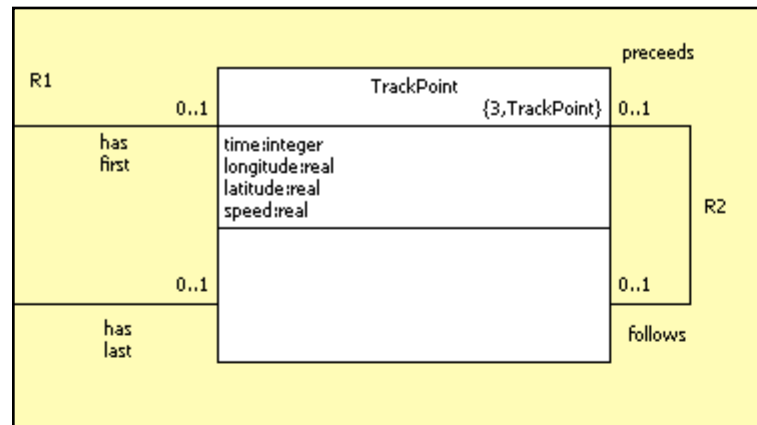 preceeds
R1
TrackPoint
0..1
{3,TrackPoint}
0..1
has
first
time:integer
longitude:real
latitude:real
speed:real
R2
0..1
0..1
has
last
follows